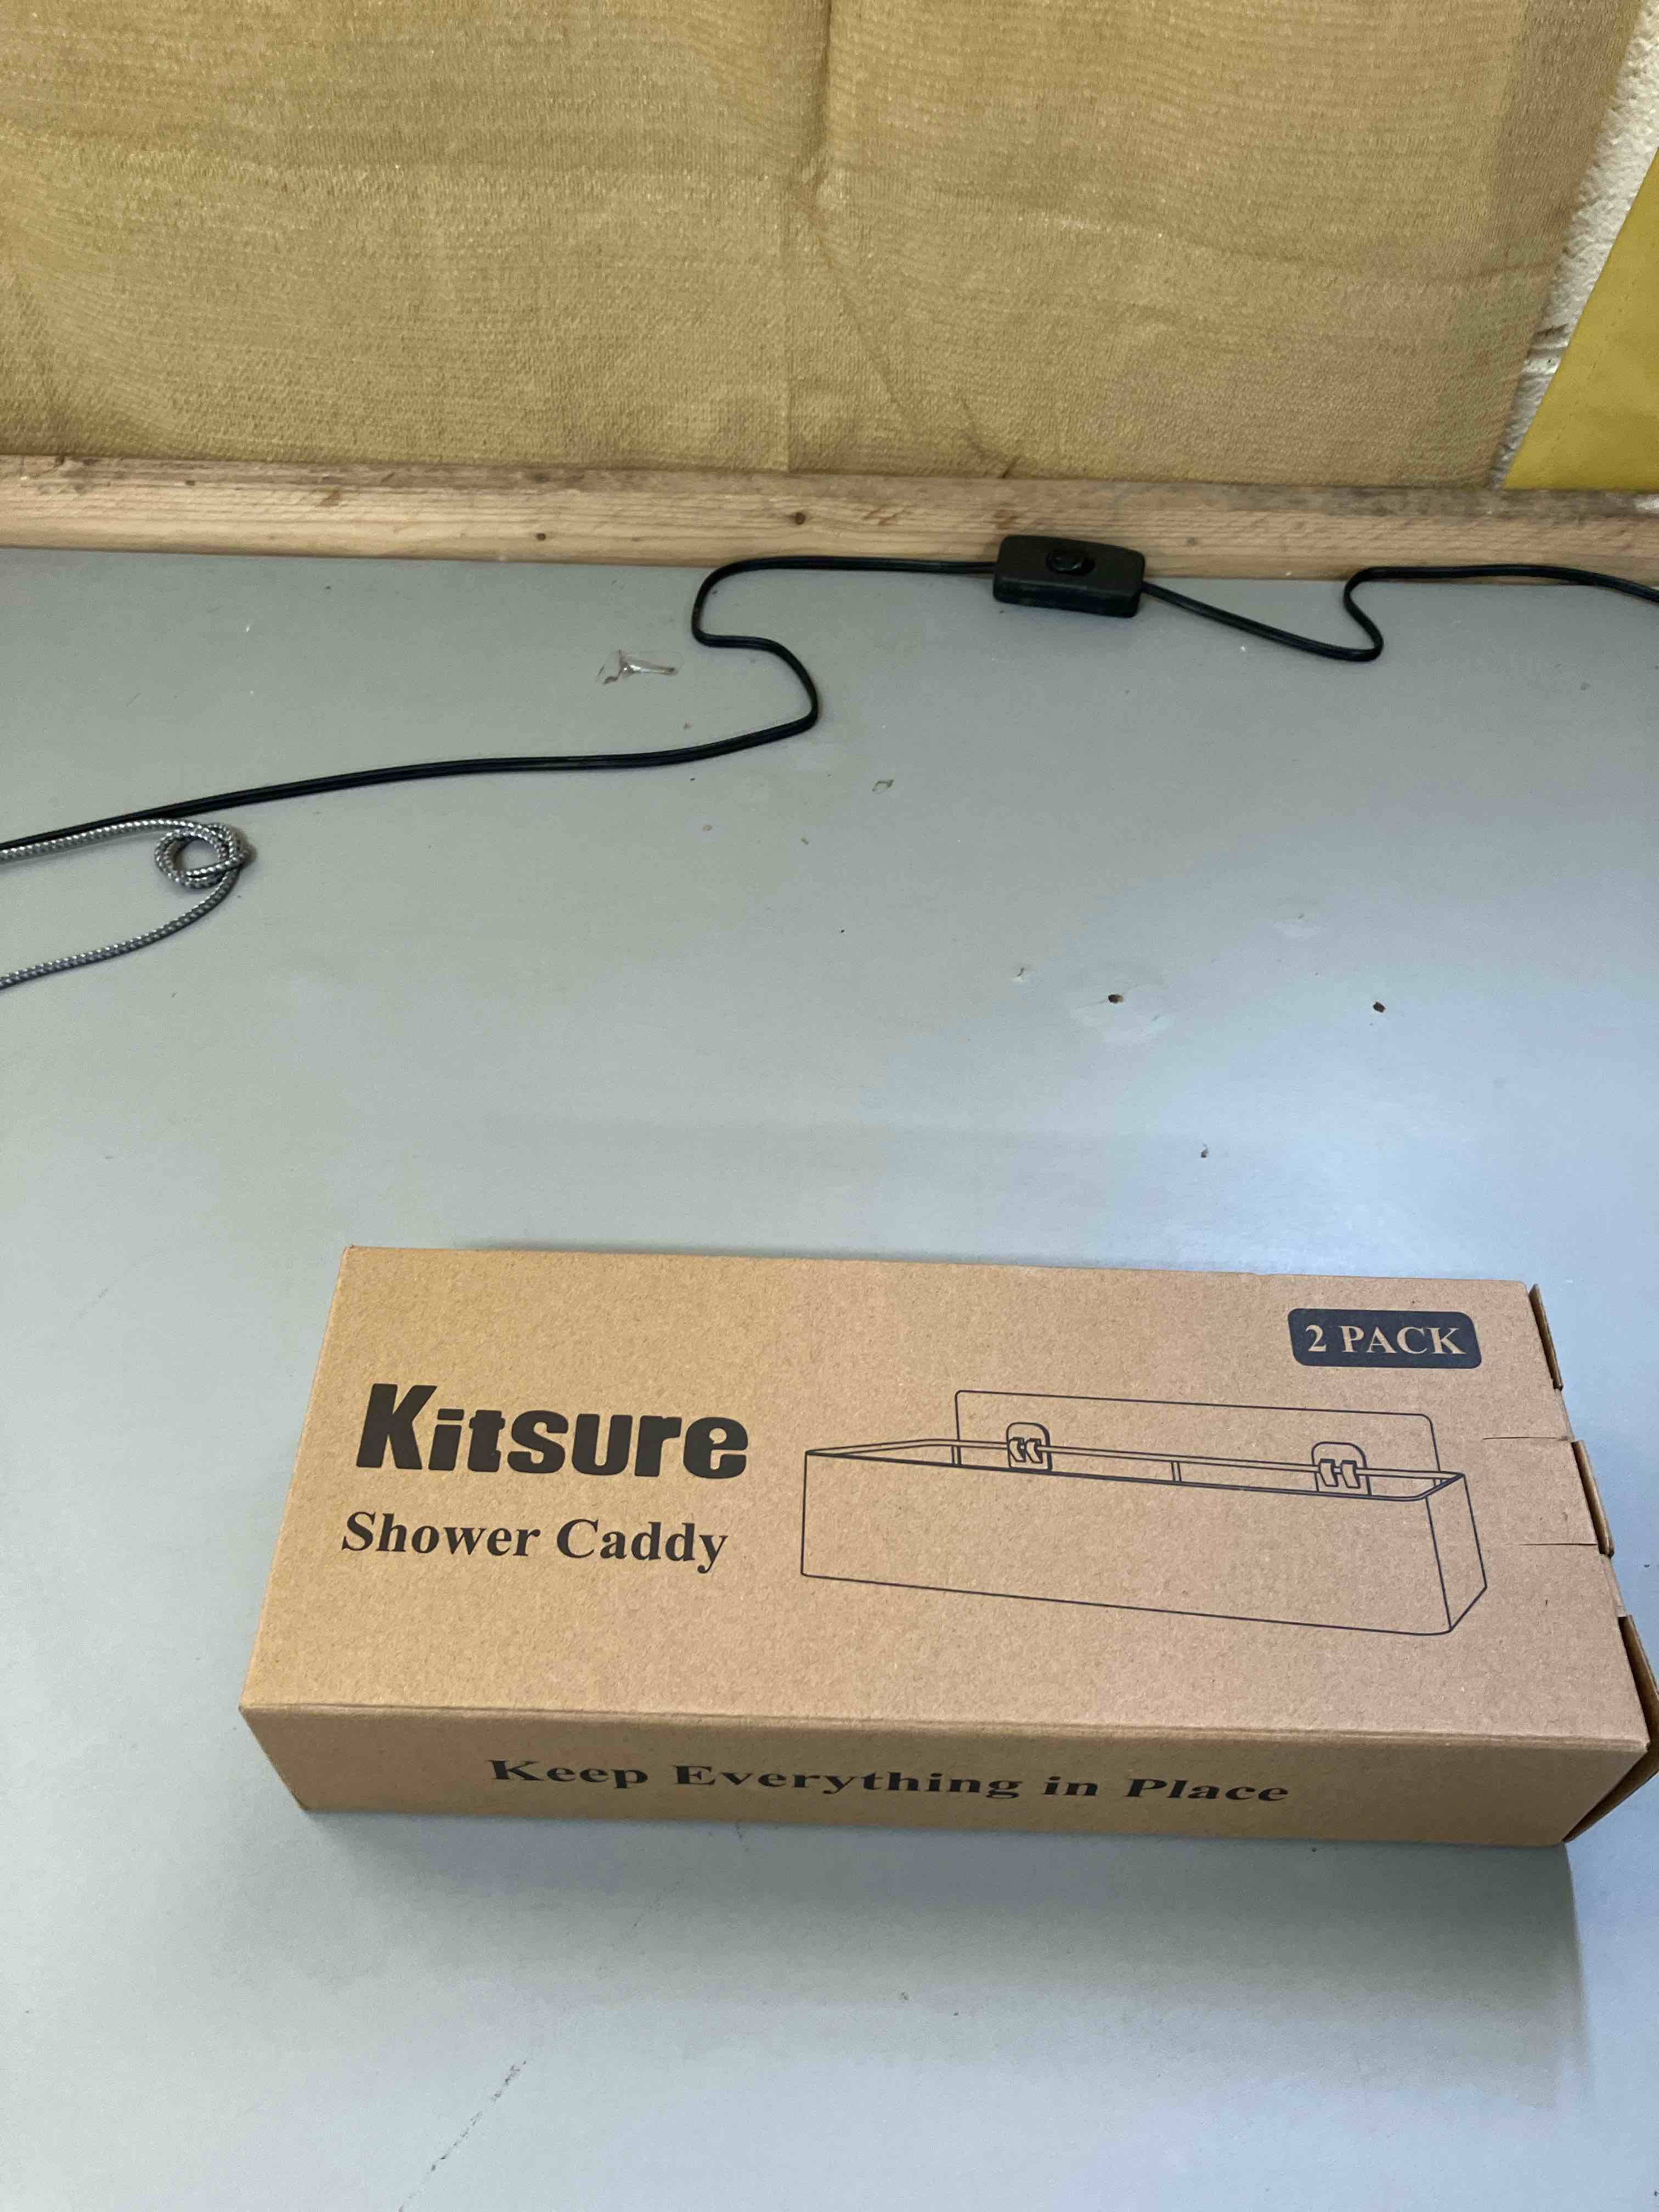 2 PACK
Kitsure
Shower Caddy
Keep Everything in Place